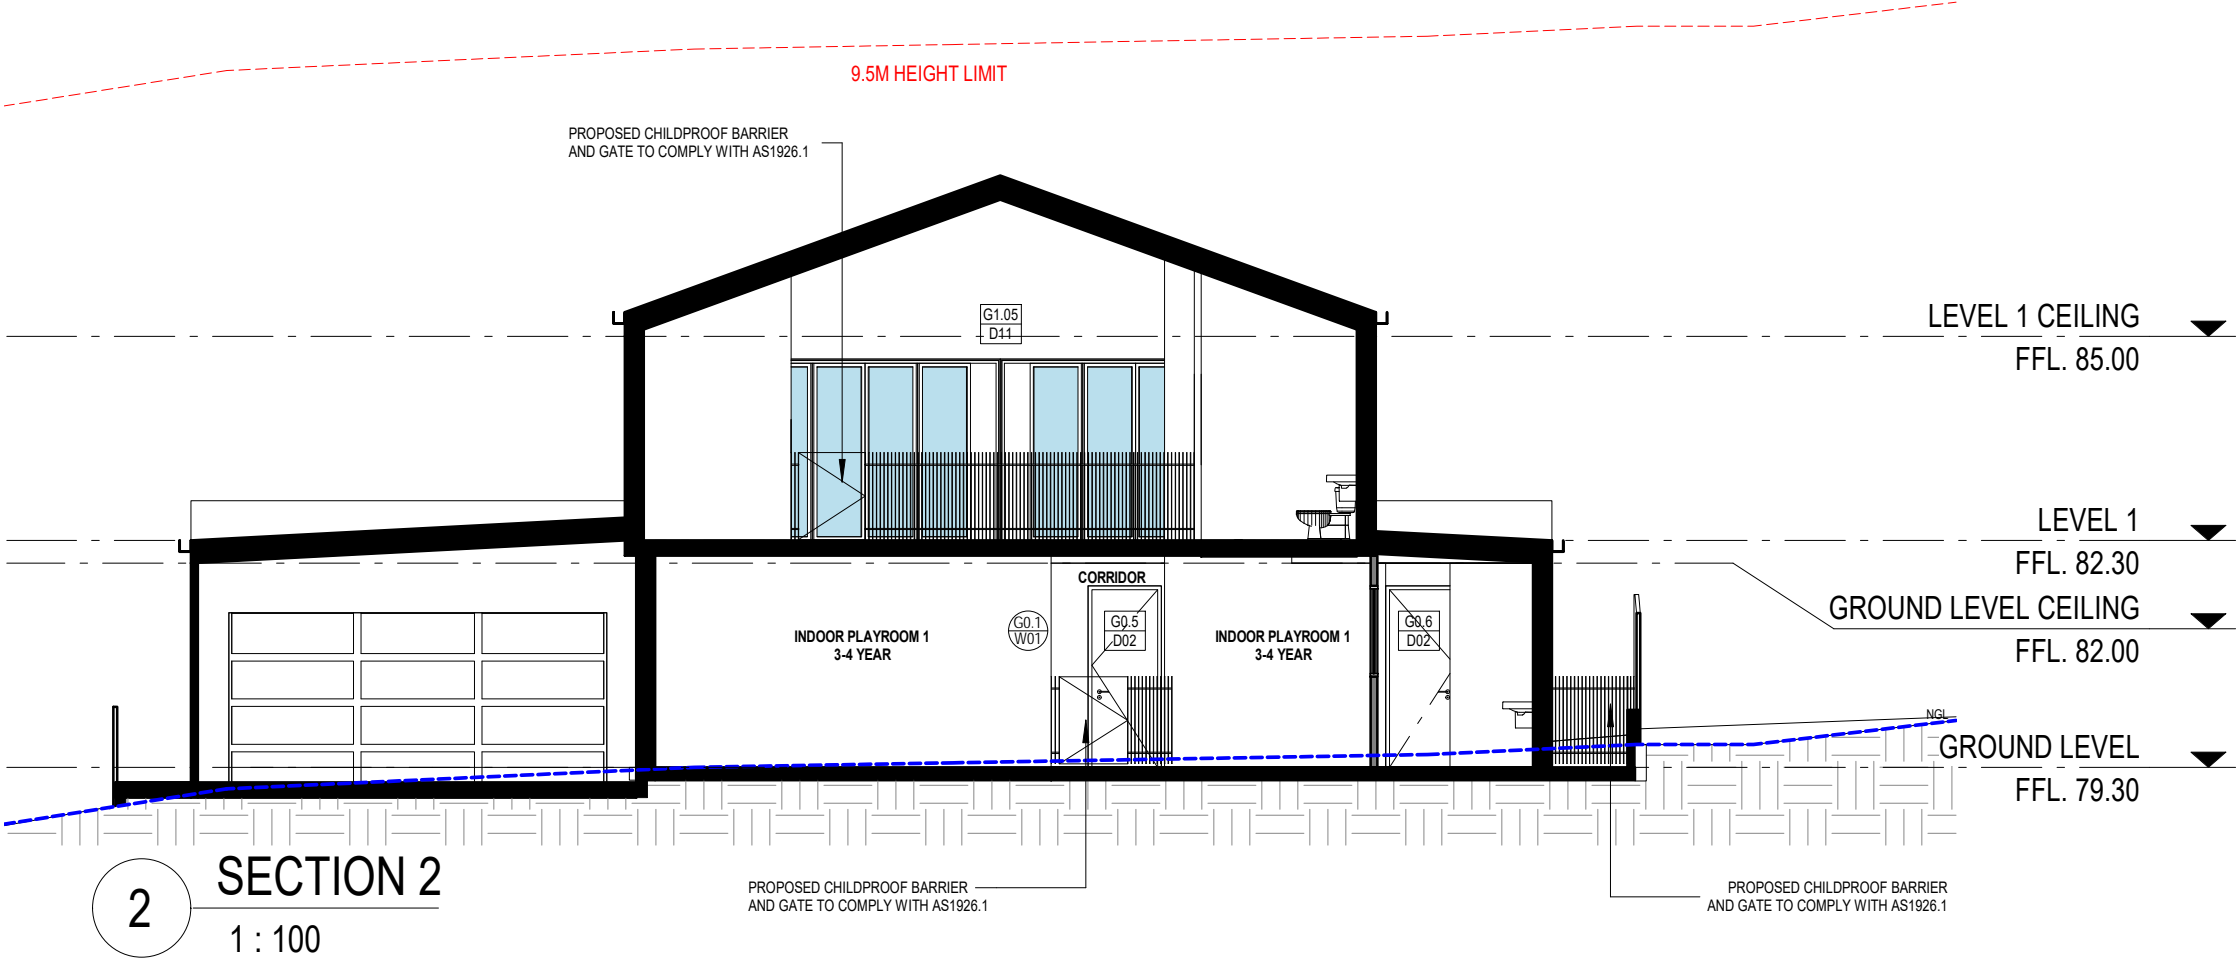 9.5M HEIGHT LIMIT
PROPOSED CHILDPROOF BARRIER
AND GATE TO COMPLY WITH AS1926.1
G1.05
D11
LEVEL 1 CEILING
FFL. 85.00
LEVEL 1
FFL. 82.30
GROUND LEVEL CEILING
FFL. 82.00
CORRIDOR
INDOOR PLAYROOM 1
3-4 YEAR
G0.1
W01
G0.5
D02
INDOOR PLAYROOM 1
3-4 YEAR
G0.6
D02
NGL
GROUND LEVEL
FFL. 79.30
2
SECTION 2
1 : 100
PROPOSED CHILDPROOF BARRIER
AND GATE TO COMPLY WITH AS1926.1
PROPOSED CHILDPROOF BARRIER
AND GATE TO COMPLY WITH AS1926.1